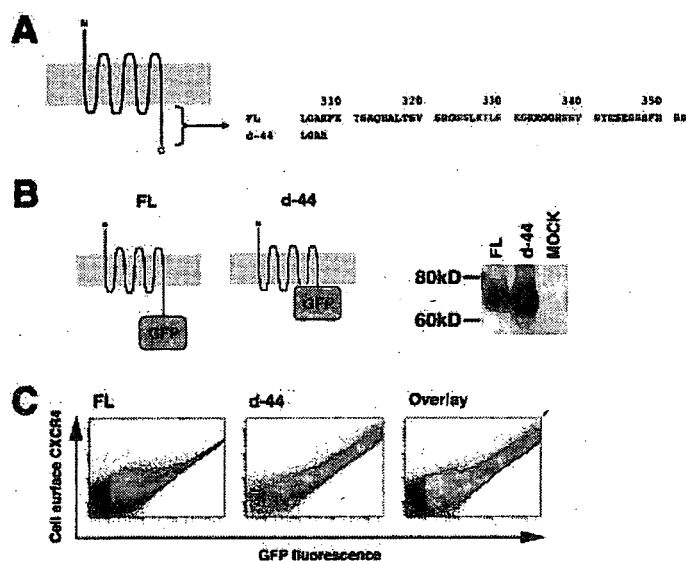 A
N
C
310 320 330 340 350
FL
d-44
B
FL
d-44
N
N
GFP
GFP
FL
d-44
MOCK
80kD
60kD
C
FL
d-44
Overlay
Cell surface CXCR4
GFP fluorescence